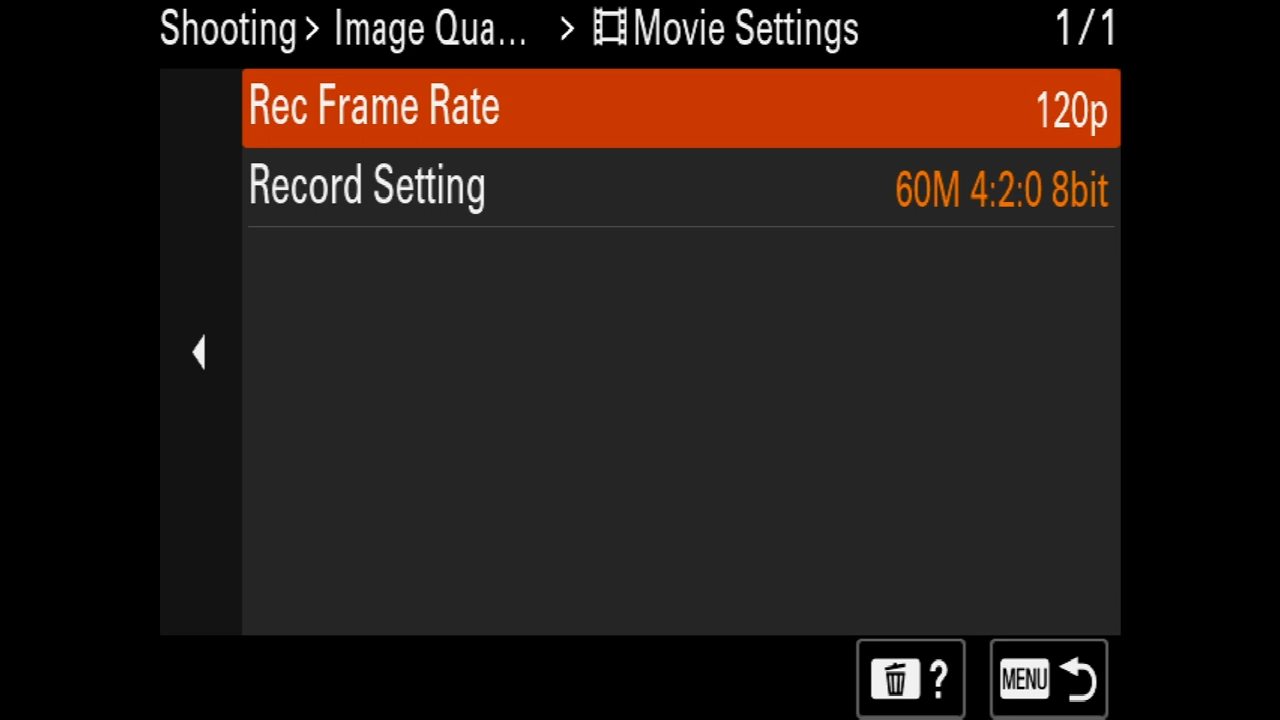 Shooting> Image Qua... > Movie Settings 1/1
Rec Frame Rate 120p
Record Setting 60M 4:2:0 8bit
? MENU